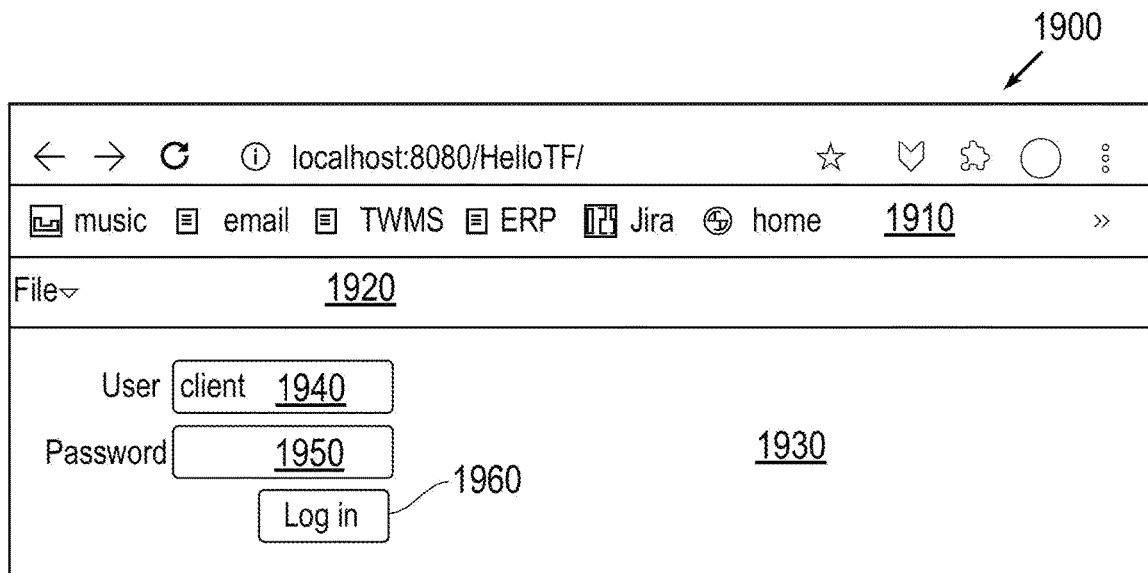 1900
localhost:8080/HelloTF/
music email TWMS ERP Jira home 1910 »
File 1920
User client 1940
Password 1950
1930
1960
Log in